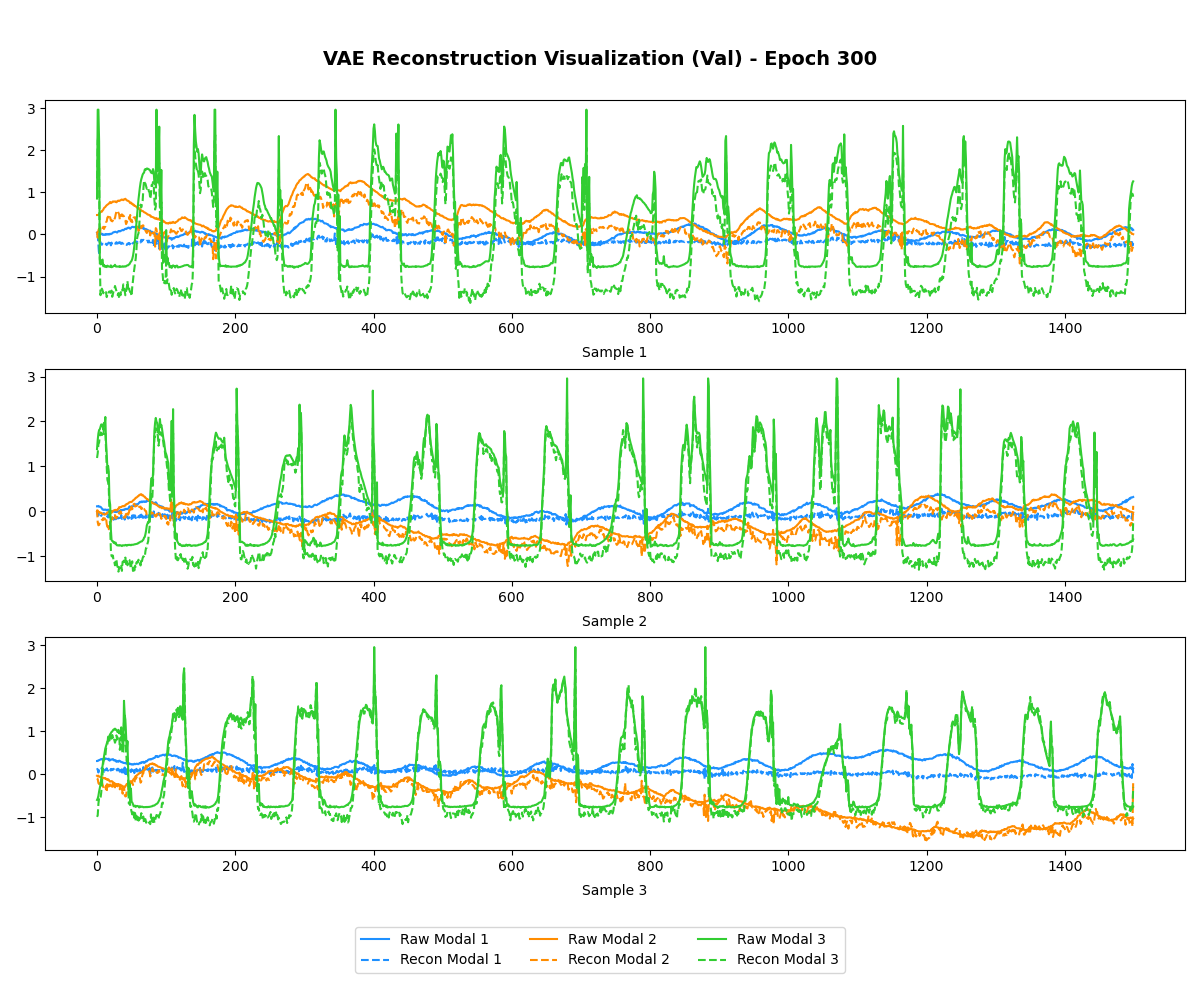 VAE Reconstruction Visualization (Val) - Epoch 300
3
2
1
0
−1
0 200 400 600 800 1000 1200 1400
Sample 1
3
2
1
0
−1
0 200 400 600 800 1000 1200 1400
Sample 2
3
2
1
0
−1
0 200 400 600 800 1000 1200 1400
Sample 3
Raw Modal 1 Raw Modal 2 Raw Modal 3
Recon Modal 1 Recon Modal 2 Recon Modal 3